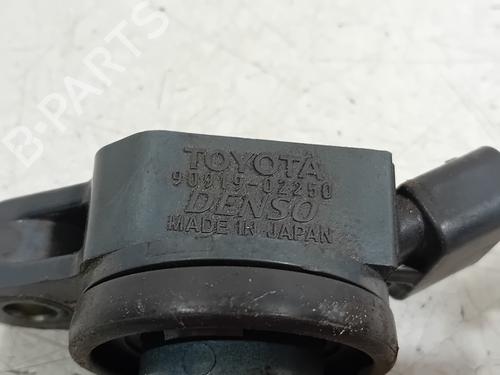 B-PARTS
TOYOTA
90919-02250
DENSO
MADE IN JAPAN